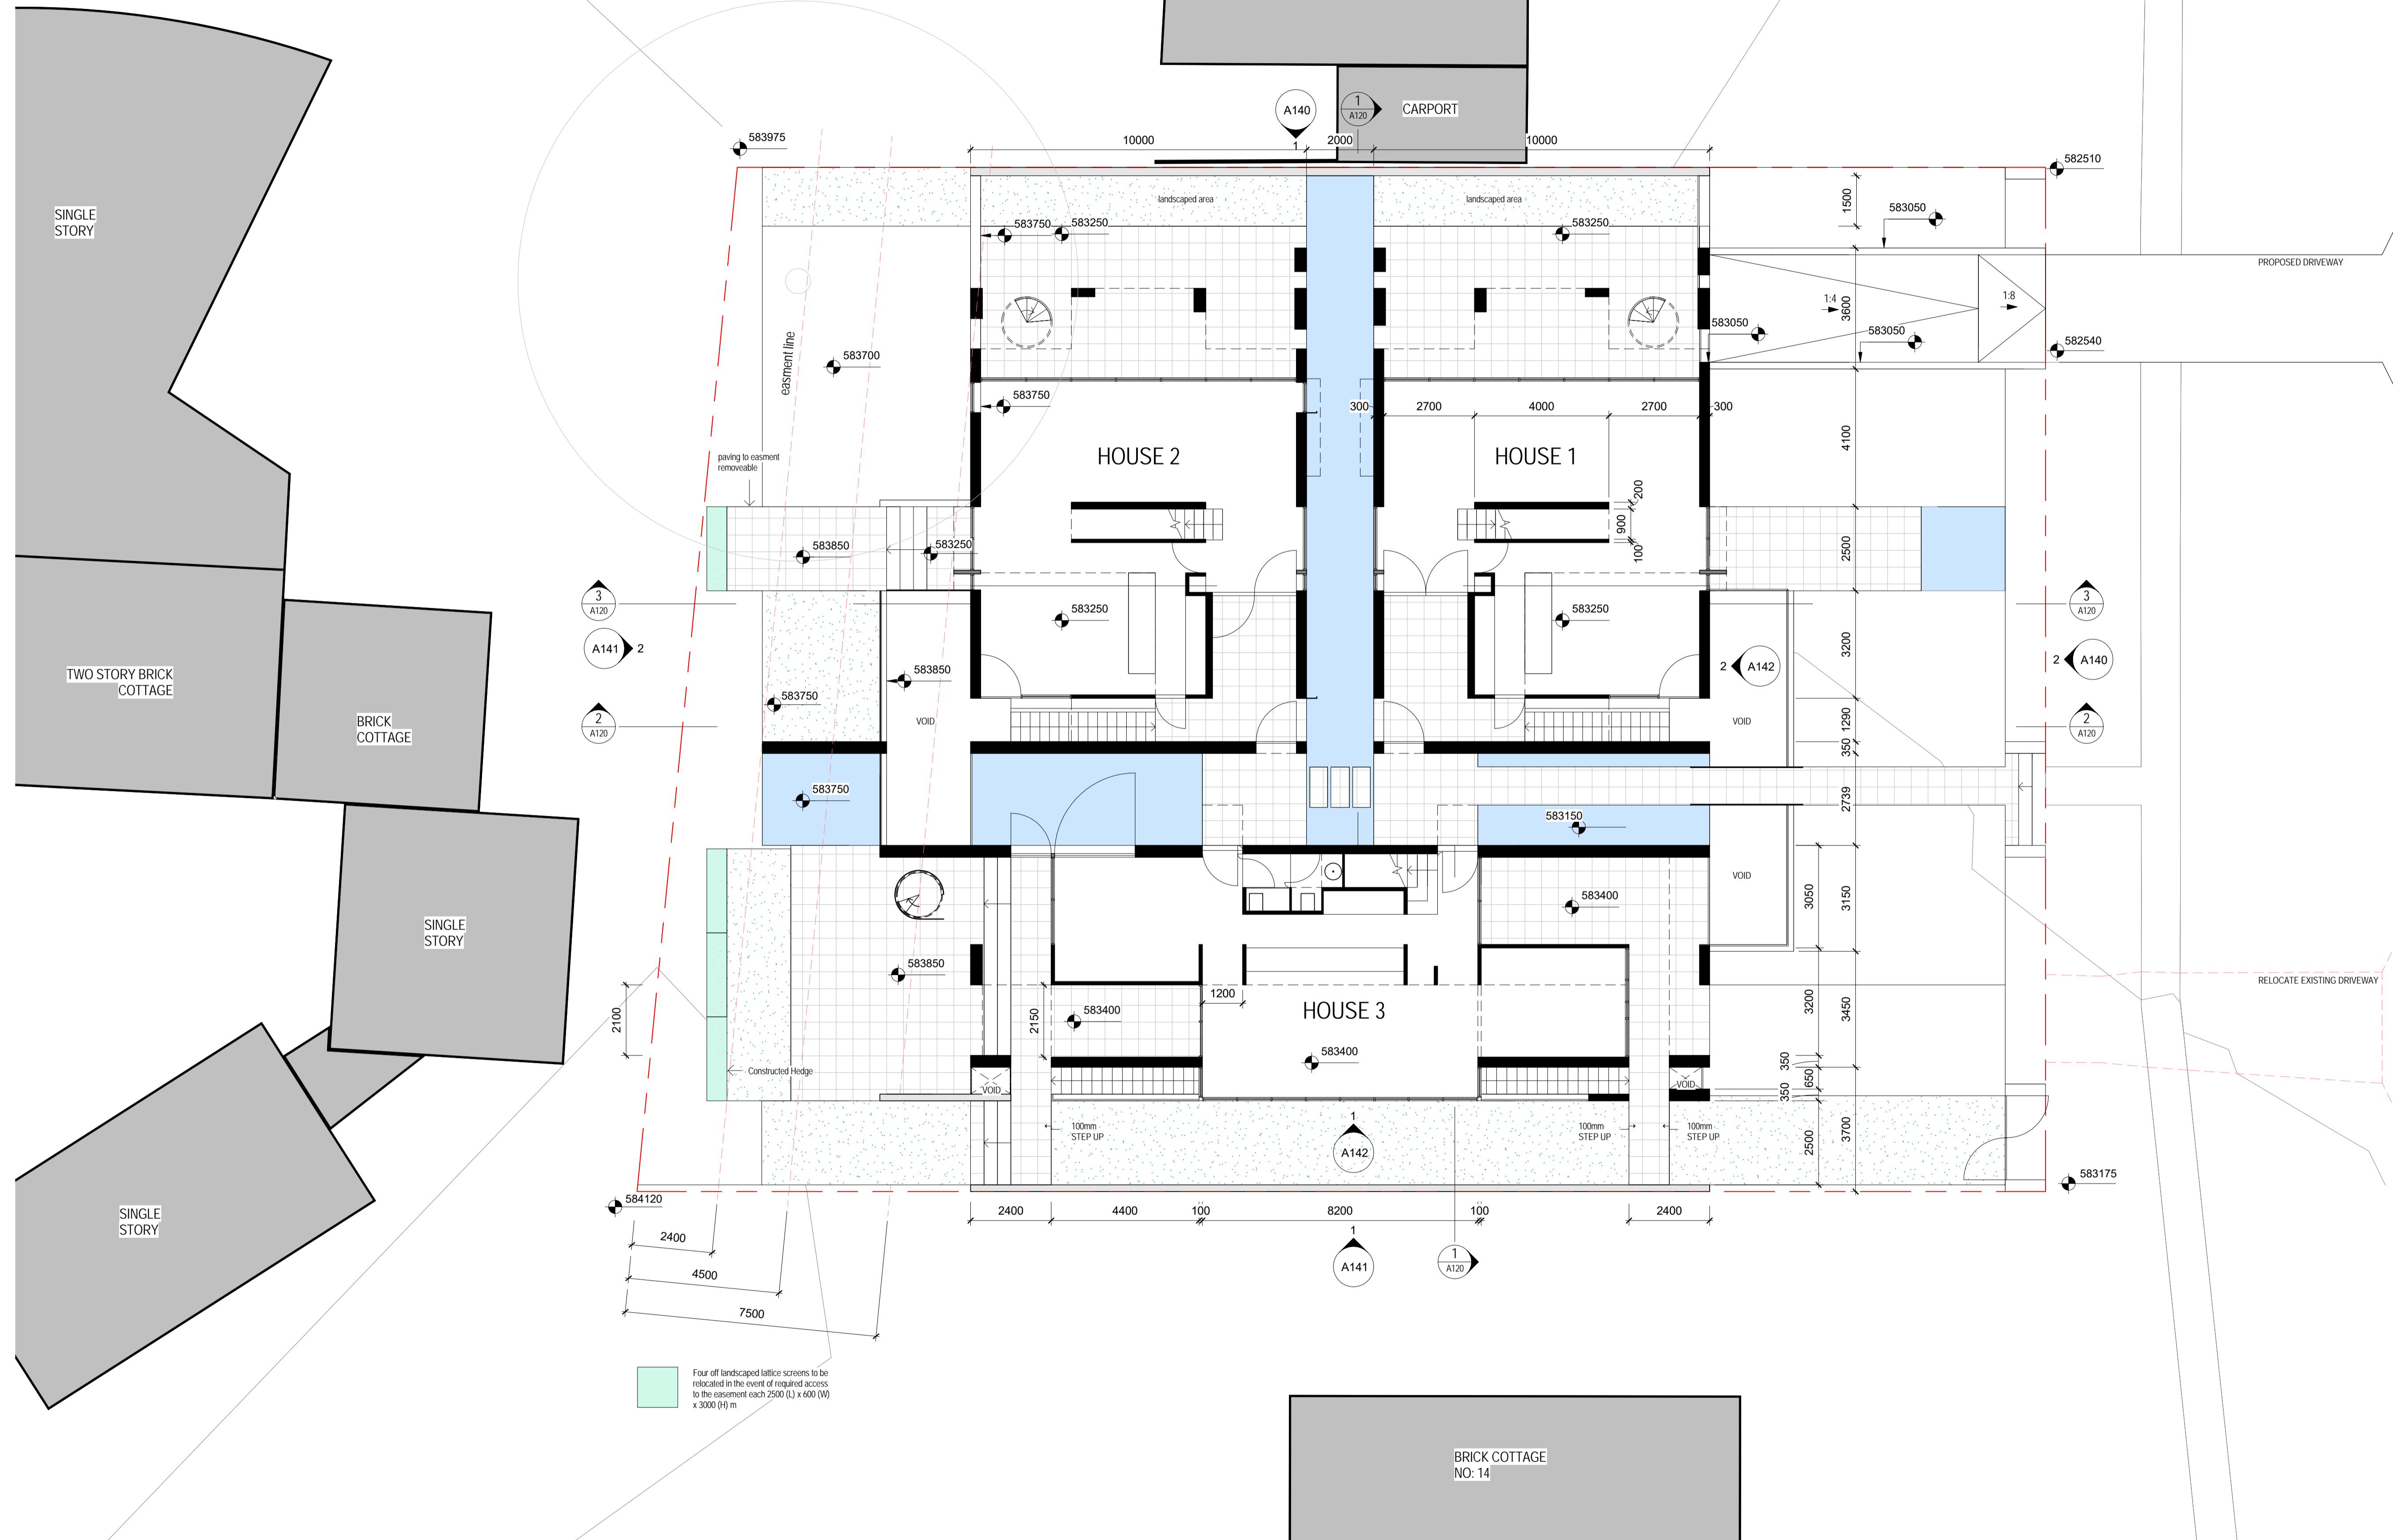 A140
1
1
A120
CARPORT
583975
10000
2000
10000
582510
SINGLE
STORY
landscaped area
landscaped area
1500
583050
583750
583250
583250
PROPOSED DRIVEWAY
1:4
1:8
3600
583050
583050
582540
easment line
583700
583750
300
2700
4000
2700
300
4100
HOUSE 2
HOUSE 1
paving to easment
removeable
200
900
100
583850
583250
2500
3
A120
3
A120
583250
583250
3200
A141
2
2
A142
2
A140
TWO STORY BRICK
COTTAGE
583850
583750
BRICK
COTTAGE
2
A120
VOID
VOID
1290
350
2
A120
583750
583150
2739
VOID
3050
3150
583400
SINGLE
STORY
583850
RELOCATE EXISTING DRIVEWAY
1200
2100
2150
583400
HOUSE 3
3200
3450
583400
Constructed Hedge
VOID
VOID
350
650
350
100mm
STEP UP
1
A142
100mm
STEP UP
100mm
STEP UP
2500
3700
583175
584120
SINGLE
STORY
2400
4400
100
8200
100
2400
2400
4500
7500
1
A141
1
A120
Four off landscaped lattice screens to be
relocated in the event of required access
to the easement each 2500 (L) x 600 (W)
x 3000 (H) m
BRICK COTTAGE
NO: 14